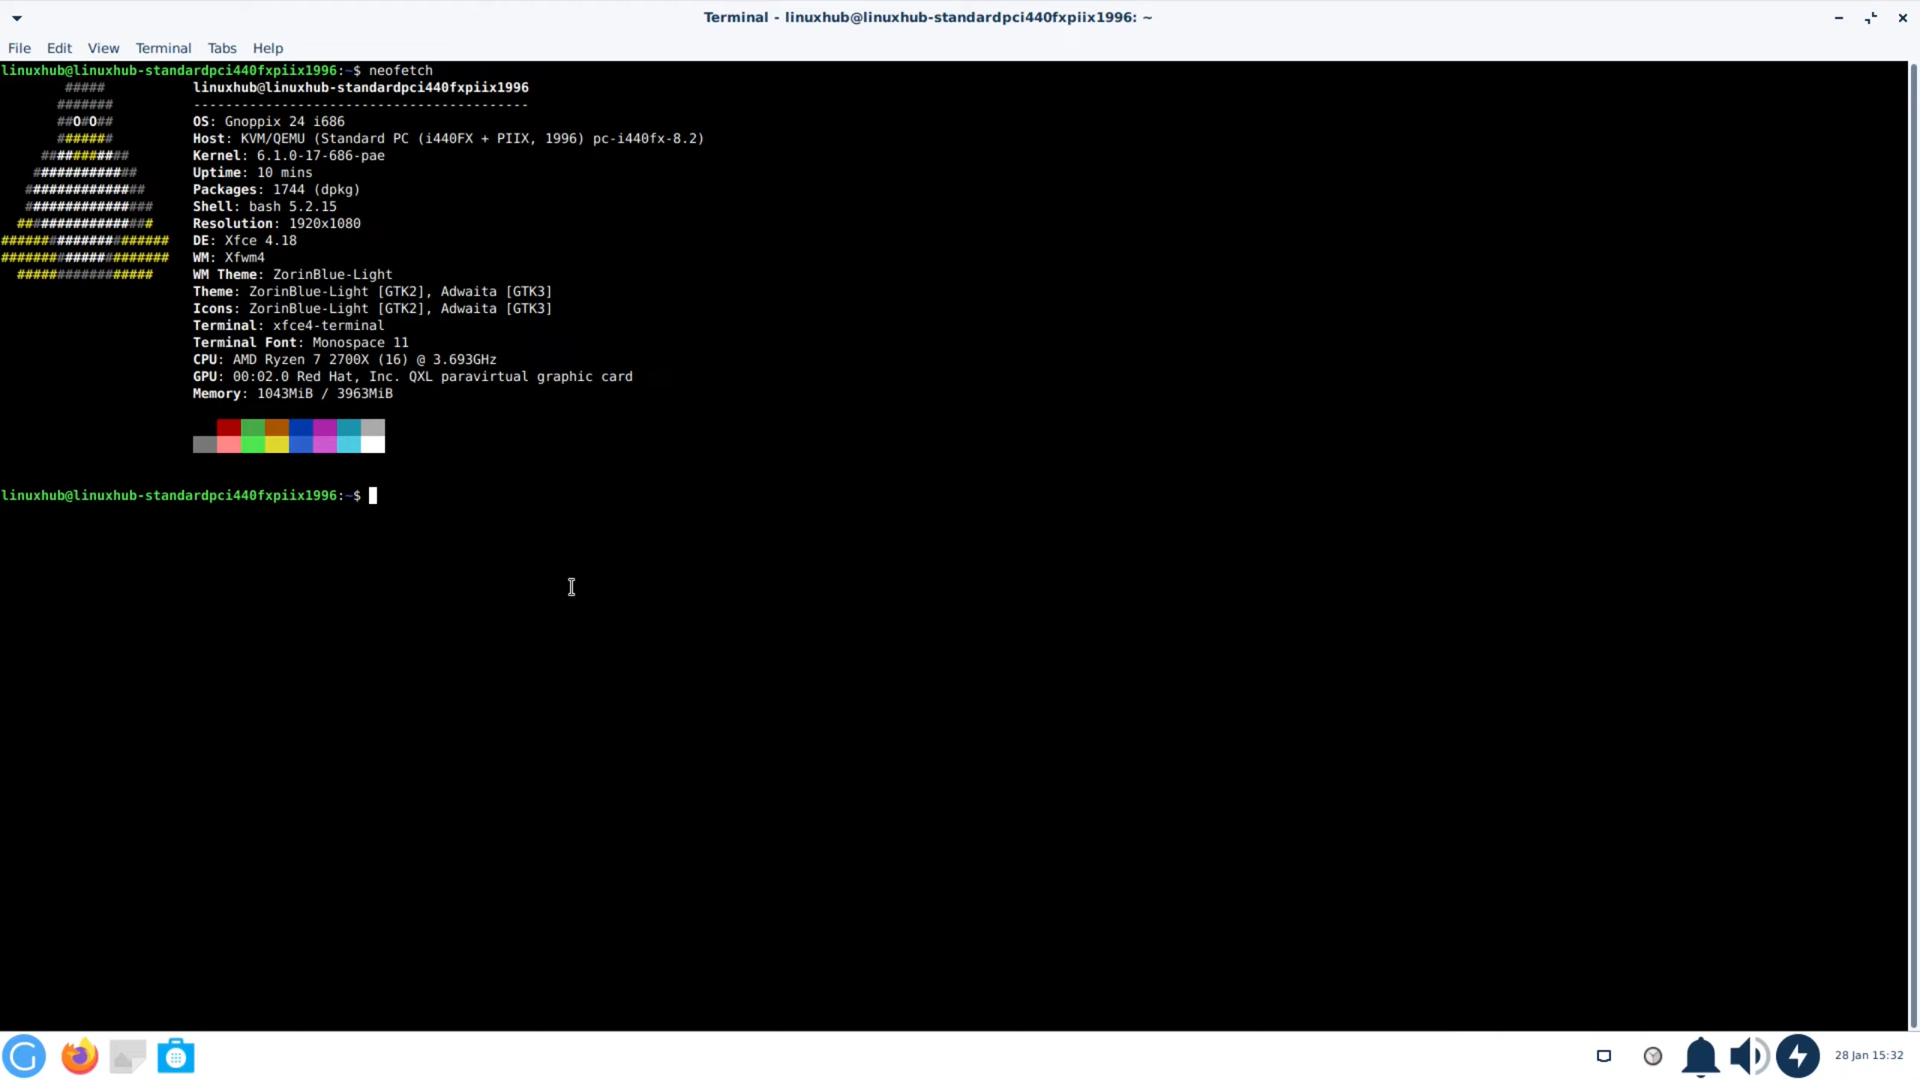 Terminal - linuxhub@linuxhub-standardpci440fxpiix1996: ~
File Edit View Terminal Tabs Help
linuxhub@linuxhub-standardpci440fxpiix1996:~$ neofetch
##### linuxhub@linuxhub-standardpci440fxpiix1996
####### ------------------------------------------
##O#O## OS: Gnoppix 24 i686
####### Host: KVM/QEMU (Standard PC (i440FX + PIIX, 1996) pc-i440fx-8.2)
########### Kernel: 6.1.0-17-686-pae
############# Uptime: 10 mins
############### Packages: 1744 (dpkg)
################ Shell: bash 5.2.15
################# Resolution: 1920x1080
##################### DE: Xfce 4.18
##################### WM: Xfwm4
################# WM Theme: ZorinBlue-Light
Theme: ZorinBlue-Light [GTK2], Adwaita [GTK3]
Icons: ZorinBlue-Light [GTK2], Adwaita [GTK3]
Terminal: xfce4-terminal
Terminal Font: Monospace 11
CPU: AMD Ryzen 7 2700X (16) @ 3.693GHz
GPU: 00:02.0 Red Hat, Inc. QXL paravirtual graphic card
Memory: 1043MiB / 3963MiB
linuxhub@linuxhub-standardpci440fxpiix1996:~$
28 Jan 15:32